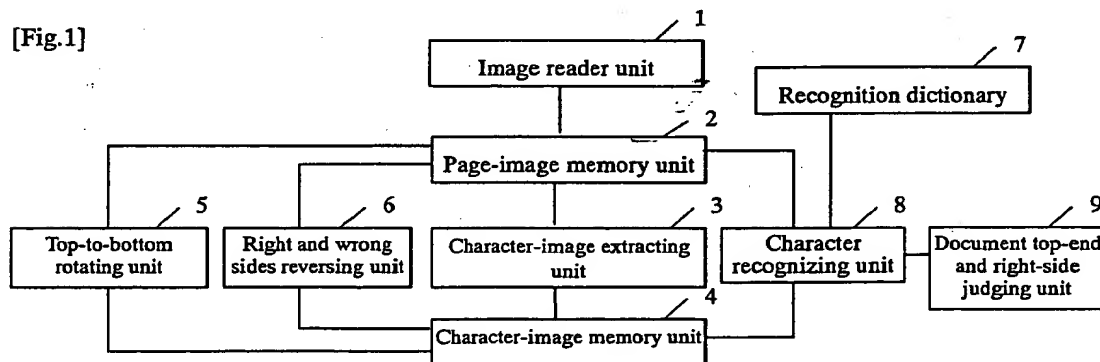 [Fig.1]
1
Image reader unit
7
Recognition dictionary
2
Page-image memory unit
5
Top-to-bottom
rotating unit
6
Right and wrong
sides reversing unit
3
Character-image extracting
unit
8
Character
recognizing unit
9
Document top-end
and right-side
judging unit
4
Character-image memory unit